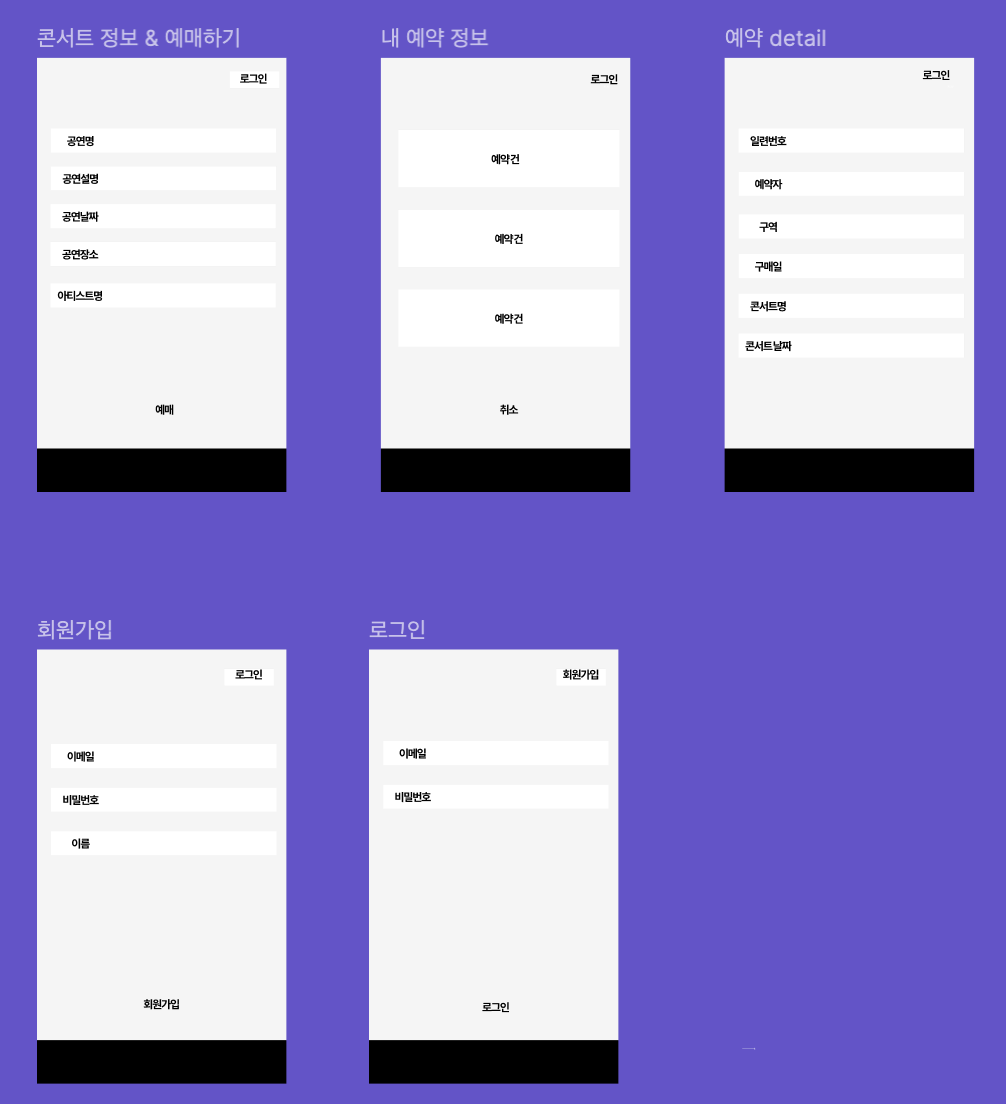 콘서트 정보 & 예매하기
로그인
공연명
공연설명
공연날짜
공연장소
아티스트명
예매
내 예약 정보
로그인
예약건
예약건
예약건
취소
예약 detail
로그인
일련번호
예약자
구역
구매일
콘서트명
콘서트날짜
회원가입
로그인
이메일
비밀번호
이름
회원가입
로그인
회원가입
이메일
비밀번호
로그인